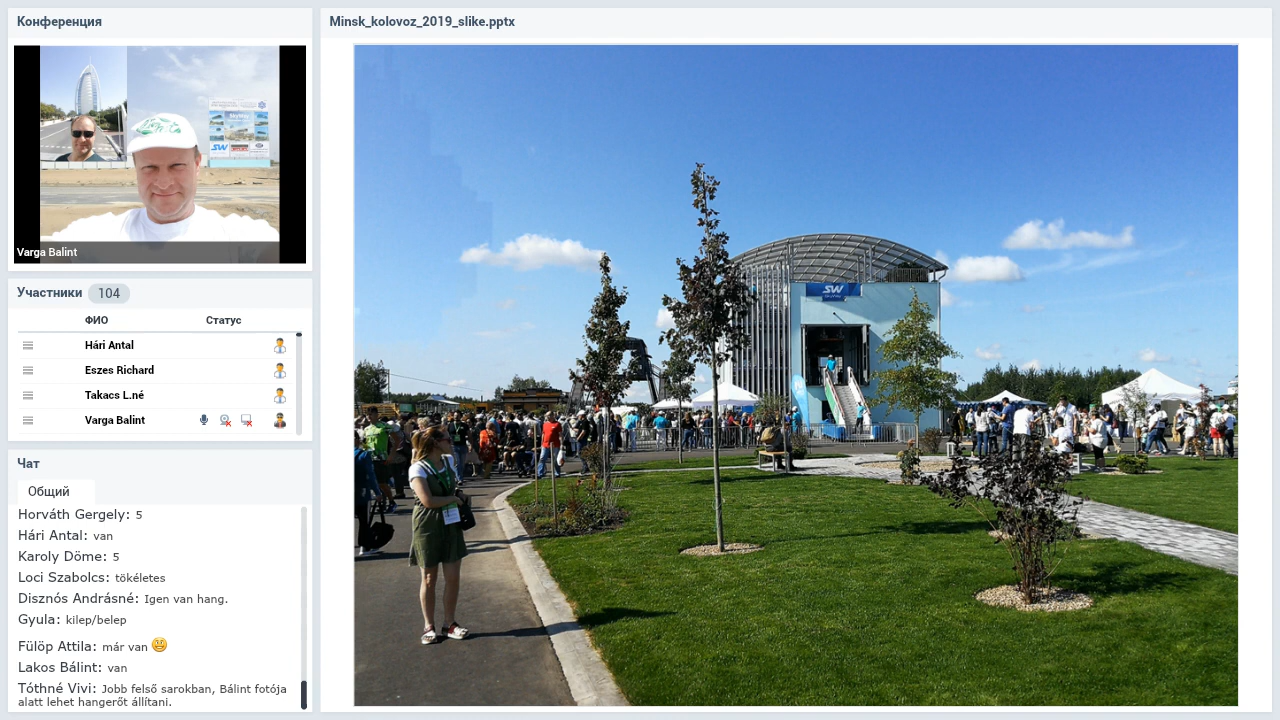 Конференция
Varga Balint
Участники 104
ФИО Статус
Hári Antal
Eszes Richard
Takacs L.né
Varga Balint
Чат
Общий
Horváth Gergely: 5
Hári Antal: van
Karoly Döme: 5
Loci Szabolcs: tökéletes
Disznós Andrásné: Igen van hang.
Gyula: kilep/belep
Fülöp Attila: már van
Lakos Bálint: van
Tóthné Vivi: Jobb felső sarokban, Bálint fotója
alatt lehet hangerőt állítani.
Minsk_kolovoz_2019_slike.pptx
SW
SkyWay
SkyWay
SW